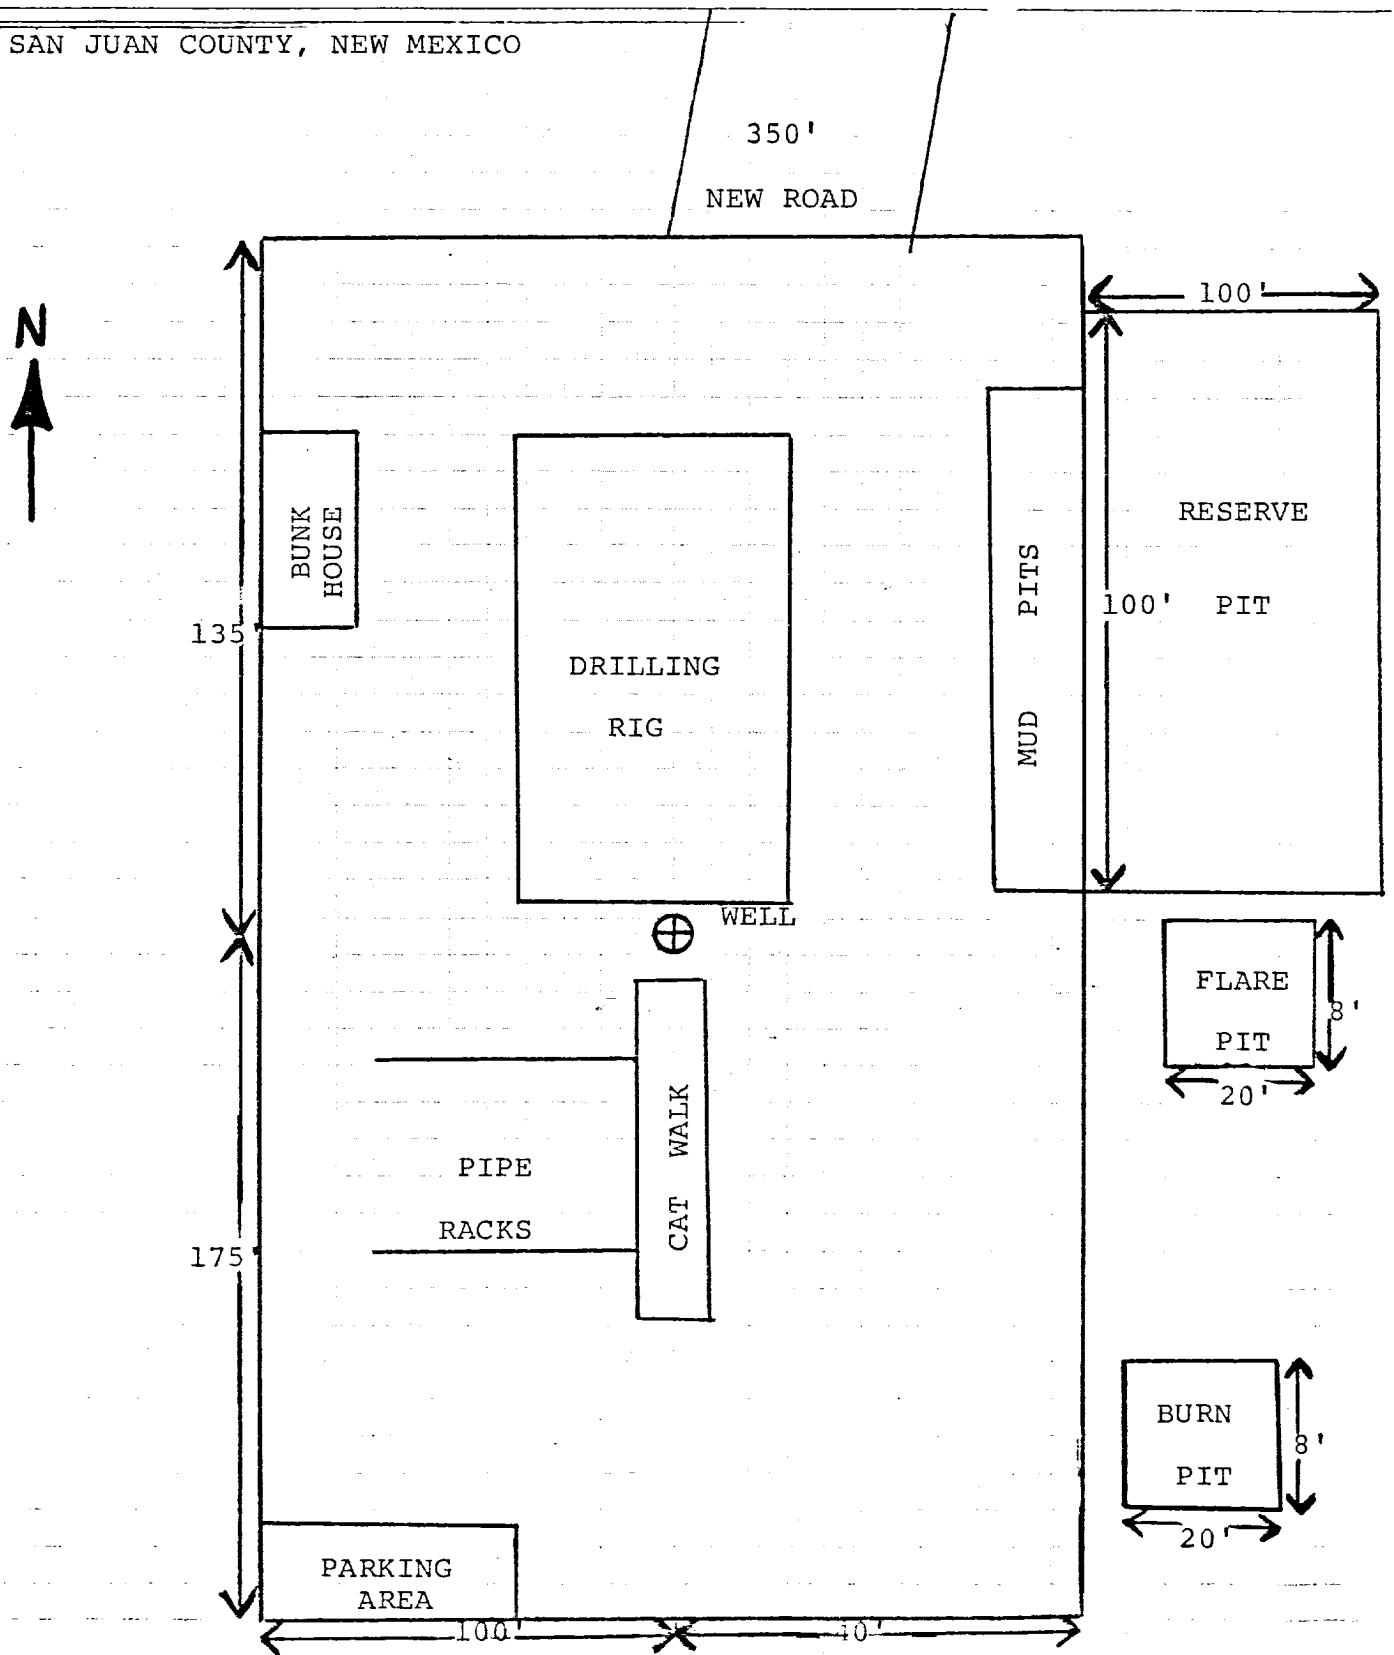 SAN JUAN COUNTY, NEW MEXICO
350'
NEW ROAD
N
100'
BUNK
HOUSE
135'
DRILLING
RIG
MUD PITS
100'
RESERVE
PIT
WELL
FLARE
PIT
8'
20'
PIPE
RACKS
CAT WALK
175'
BURN
PIT
8'
20'
PARKING
AREA
100'
40'